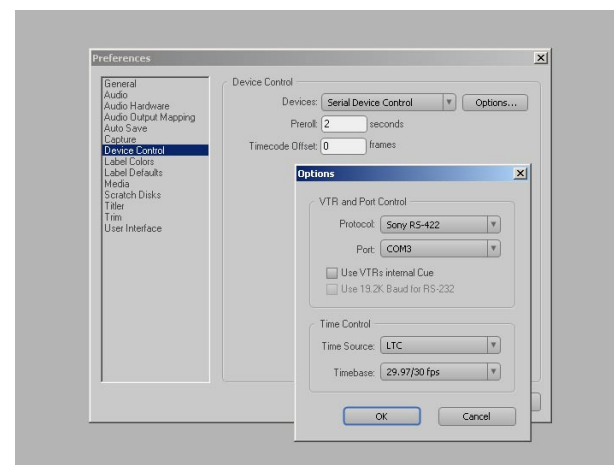 Preferences
General
Audio
Audio Hardware
Audio Output Mapping
Auto Save
Capture
Device Control
Label Colors
Label Defaults
Media
Scratch Disks
Titler
Trim
User Interface
Device Control
Devices: Serial Device Control Options...
Preroll: 2 seconds
Timecode Offset: 0 frames
Options
VTR and Port Control
Protocol: Sony RS-422
Port: COM3
Use VTRs internal Cue
Use 19.2K Baud for RS-232
Time Control
Time Source: LTC
Timebase: 29.97/30 fps
OK Cancel